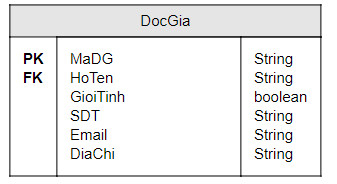 DocGia
PK MaDG String
FK HoTen String
GioiTinh boolean
SDT String
Email String
DiaChi String